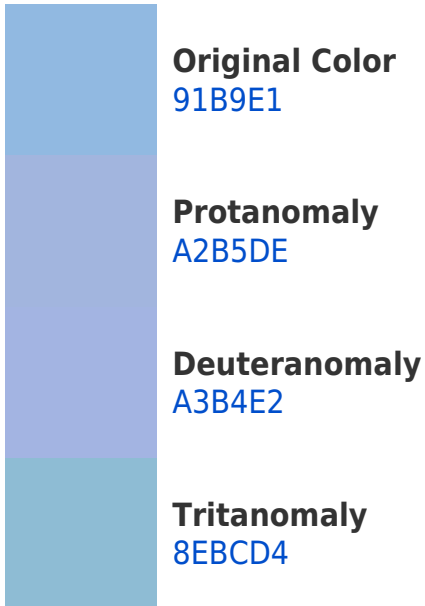 Original Color
91B9E1
Protanomaly
A2B5DE
Deuteranomaly
A3B4E2
Tritanomaly
8EBCD4